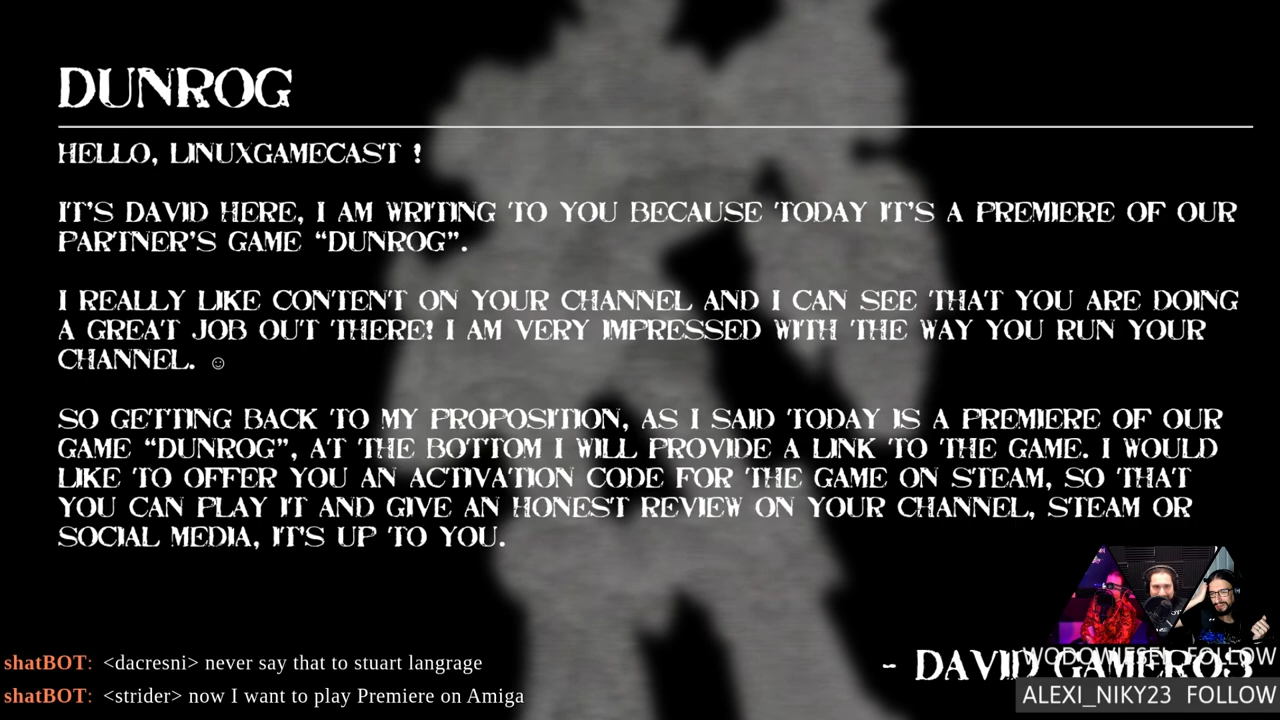 DUNROG
HELLO, LINUXGAMECAST !
IT'S DAVID HERE, I AM WRITING TO YOU BECAUSE TODAY IT'S A PREMIERE OF OUR
PARTNER'S GAME “DUNROG”.
I REALLY LIKE CONTENT ON YOUR CHANNEL AND I CAN SEE THAT YOU ARE DOING
A GREAT JOB OUT THERE! I AM VERY IMPRESSED WITH THE WAY YOU RUN YOUR
CHANNEL. ☺
SO GETTING BACK TO MY PROPOSITION, AS I SAID TODAY IS A PREMIERE OF OUR
GAME “DUNROG”, AT THE BOTTOM I WILL PROVIDE A LINK TO THE GAME. I WOULD
LIKE TO OFFER YOU AN ACTIVATION CODE FOR THE GAME ON STEAM, SO THAT
YOU CAN PLAY IT AND GIVE AN HONEST REVIEW ON YOUR CHANNEL, STEAM OR
SOCIAL MEDIA, IT'S UP TO YOU.
- DAVID GAMEROS
WODOWIESEL FOLLOW
ALEXI_NIKY23 FOLLOW
shatBOT: <dacresni> never say that to stuart langrage
shatBOT: <strider> now I want to play Premiere on Amiga